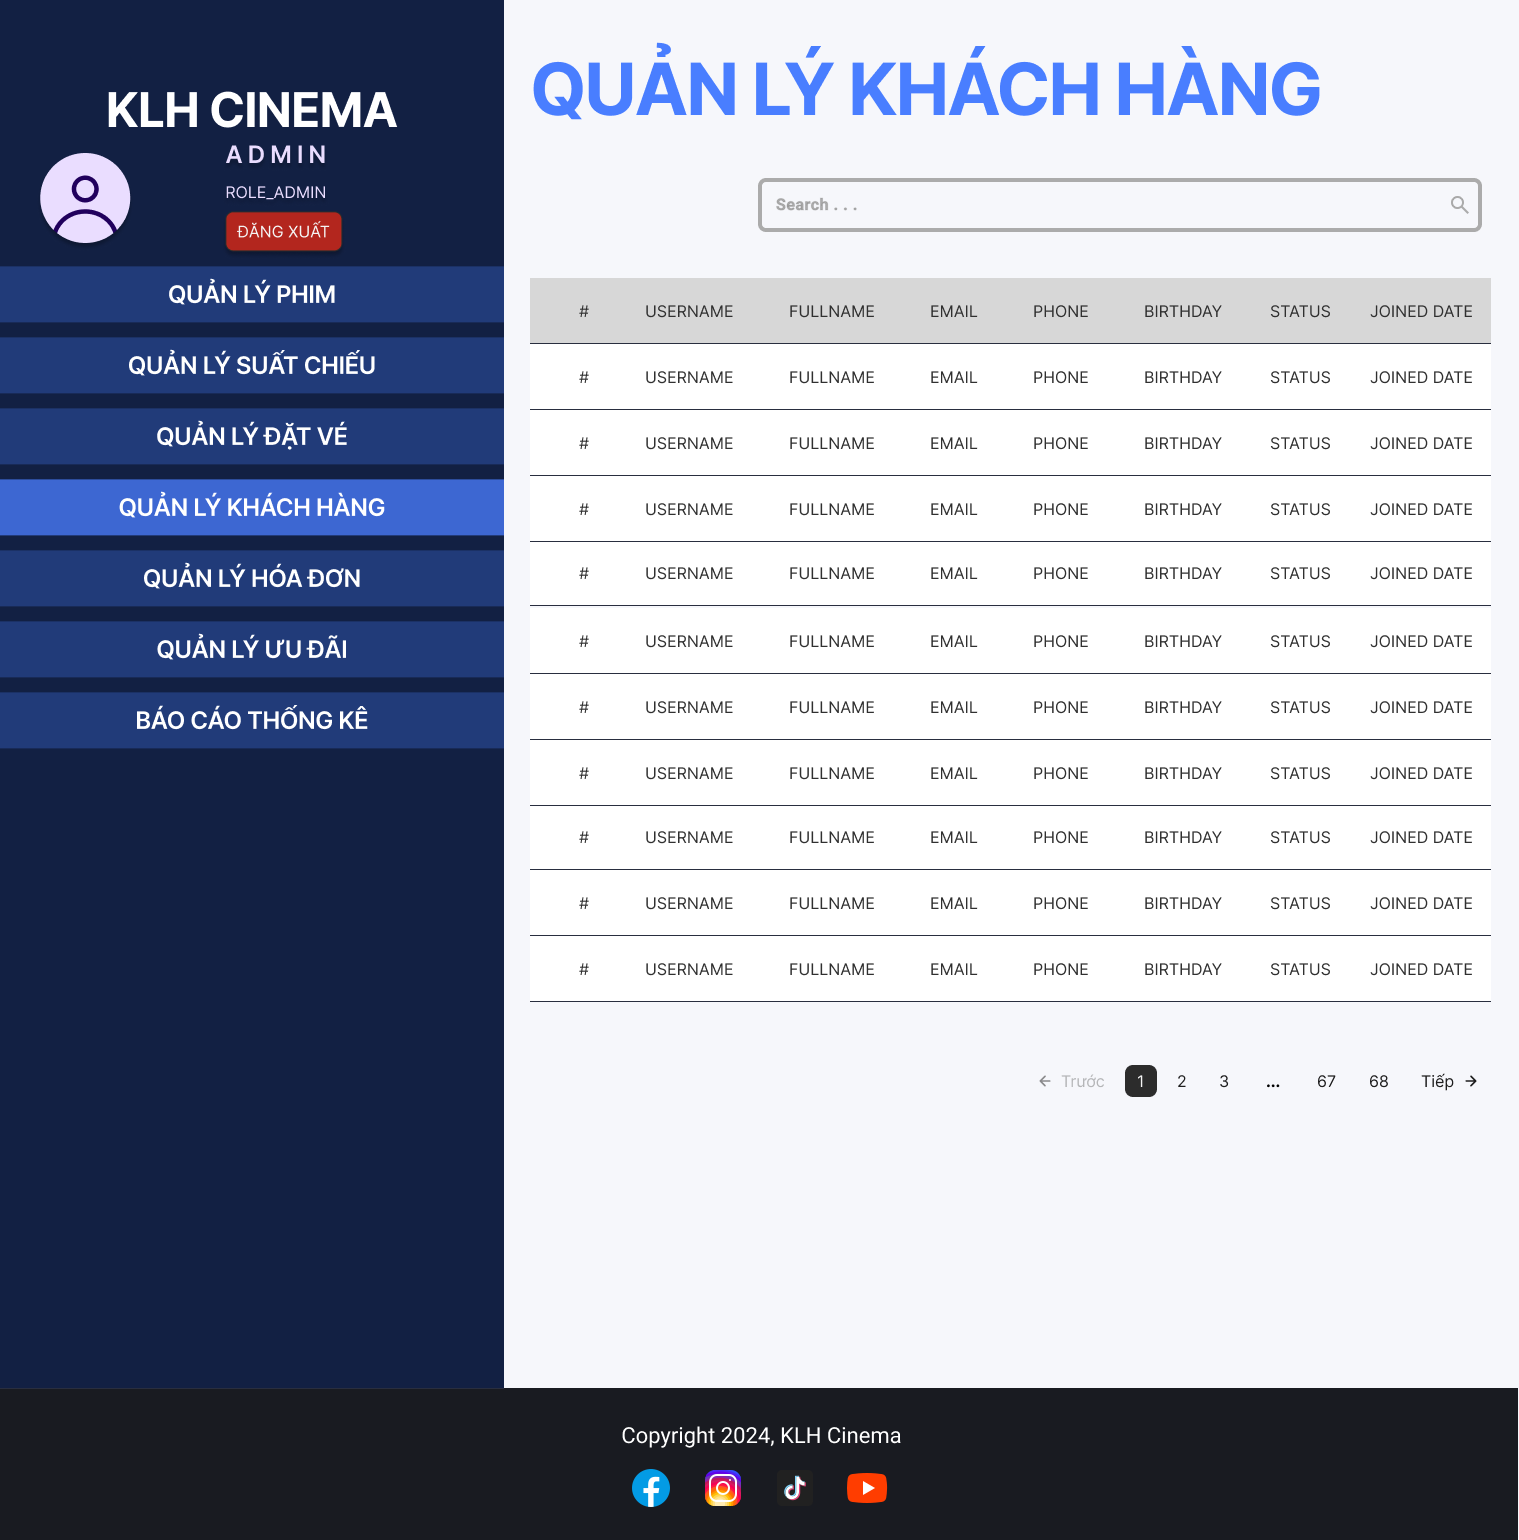 KLH CINEMA
ADMIN
ROLE_ADMIN
ĐĂNG XUẤT
QUẢN LÝ PHIM
QUẢN LÝ SUẤT CHIẾU
QUẢN LÝ ĐẶT VÉ
QUẢN LÝ KHÁCH HÀNG
QUẢN LÝ HÓA ĐƠN
QUẢN LÝ ƯU ĐÃI
BÁO CÁO THỐNG KÊ
QUẢN LÝ KHÁCH HÀNG
Search . . .
# USERNAME FULLNAME EMAIL PHONE BIRTHDAY STATUS JOINED DATE
# USERNAME FULLNAME EMAIL PHONE BIRTHDAY STATUS JOINED DATE
# USERNAME FULLNAME EMAIL PHONE BIRTHDAY STATUS JOINED DATE
# USERNAME FULLNAME EMAIL PHONE BIRTHDAY STATUS JOINED DATE
# USERNAME FULLNAME EMAIL PHONE BIRTHDAY STATUS JOINED DATE
# USERNAME FULLNAME EMAIL PHONE BIRTHDAY STATUS JOINED DATE
# USERNAME FULLNAME EMAIL PHONE BIRTHDAY STATUS JOINED DATE
# USERNAME FULLNAME EMAIL PHONE BIRTHDAY STATUS JOINED DATE
# USERNAME FULLNAME EMAIL PHONE BIRTHDAY STATUS JOINED DATE
# USERNAME FULLNAME EMAIL PHONE BIRTHDAY STATUS JOINED DATE
# USERNAME FULLNAME EMAIL PHONE BIRTHDAY STATUS JOINED DATE
← Trước 1 2 3 ... 67 68 Tiếp →
Copyright 2024, KLH Cinema